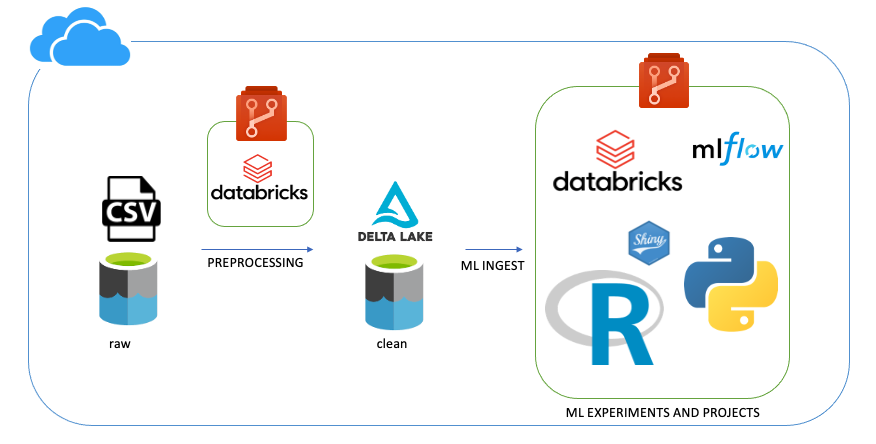 CSV
databricks
DELTA LAKE
PREPROCESSING
ML INGEST
raw
clean
databricks
mlflow
Shiny
R
ML EXPERIMENTS AND PROJECTS